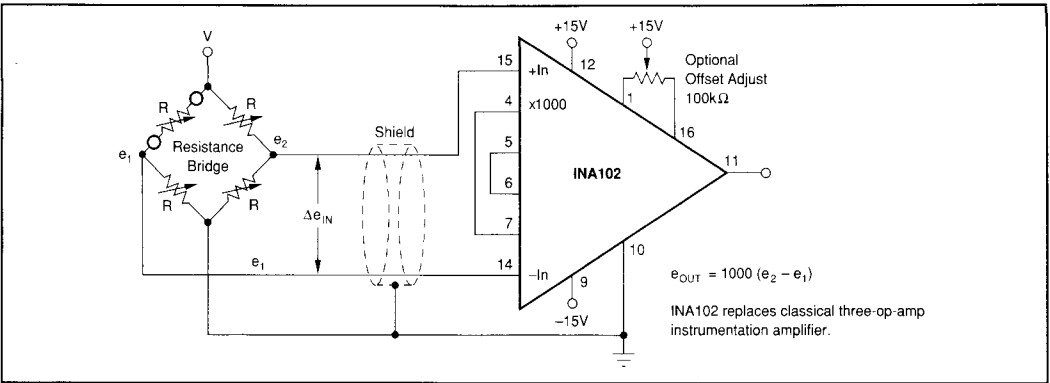 V
R
R
e1
e2
Resistance
Bridge
R
R
ΔeIN
e1
Shield
+15V
+15V
12
Optional
Offset Adjust
100kΩ
1
16
15
+In
4
x1000
5
6
7
14
–In
INA102
11
10
9
–15V
eOUT = 1000 (e2 – e1)
INA102 replaces classical three-op-amp
instrumentation amplifier.